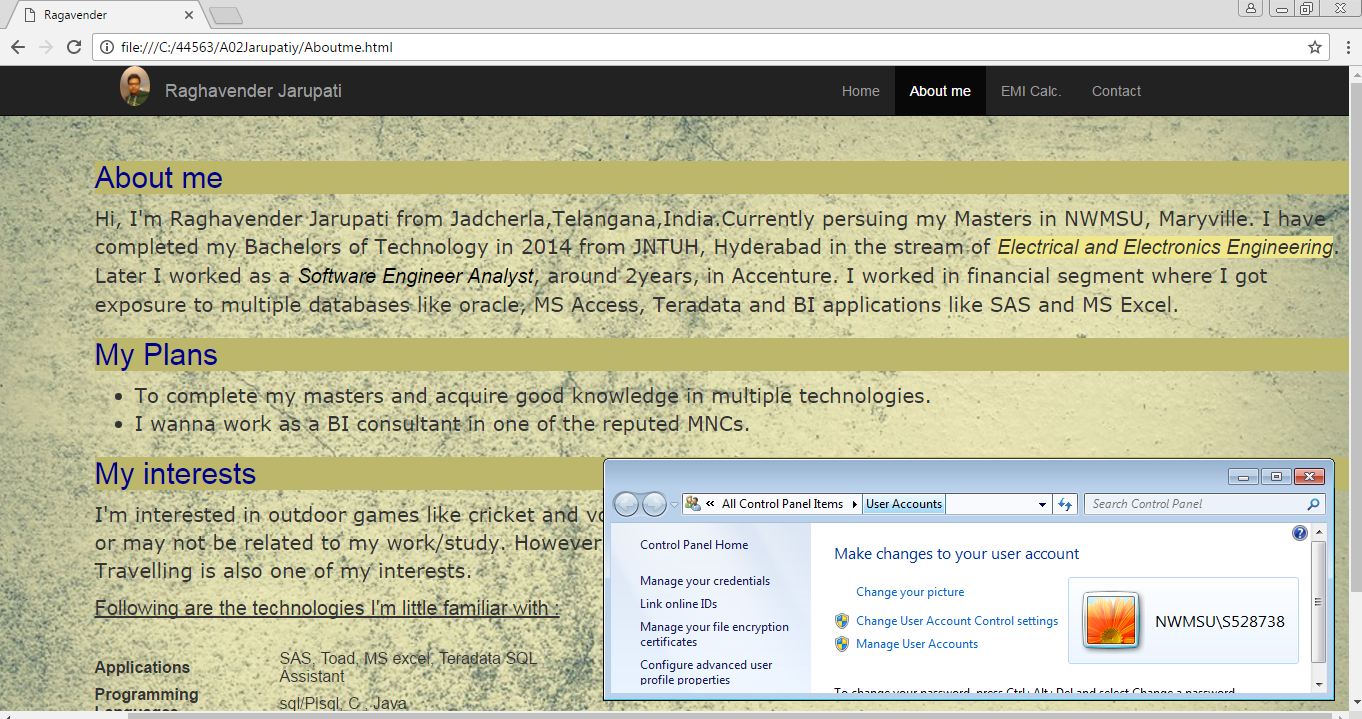 Ragavender
file:///C:/44563/A02Jarupatiy/Aboutme.html
Raghavender Jarupati
Home
About me
EMI Calc.
Contact
About me
Hi, I'm Raghavender Jarupati from Jadcherla,Telangana,India.Currently persuing my Masters in NWMSU, Maryville. I have
completed my Bachelors of Technology in 2014 from JNTUH, Hyderabad in the stream of Electrical and Electronics Engineering.
Later I worked as a Software Engineer Analyst, around 2years, in Accenture. I worked in financial segment where I got
exposure to multiple databases like oracle, MS Access, Teradata and BI applications like SAS and MS Excel.
My Plans
• To complete my masters and acquire good knowledge in multiple technologies.
• I wanna work as a BI consultant in one of the reputed MNCs.
My interests
I'm interested in outdoor games like cricket and
or may not be related to my work/study. However
Travelling is also one of my interests.
Following are the technologies I'm little familiar with :
Applications
SAS, Toad, MS excel, Teradata SQL
Assistant
Programming
Languages
sql/Plsql, C , Java
« All Control Panel Items
User Accounts
Search Control Panel
Control Panel Home
Manage your credentials
Link online IDs
Manage your file encryption
certificates
Configure advanced user
profile properties
Make changes to your user account
Change your picture
Change User Account Control settings
Manage User Accounts
NWMSU\S528738
To change your password, press Ctrl+Alt+Del and select Change a password.